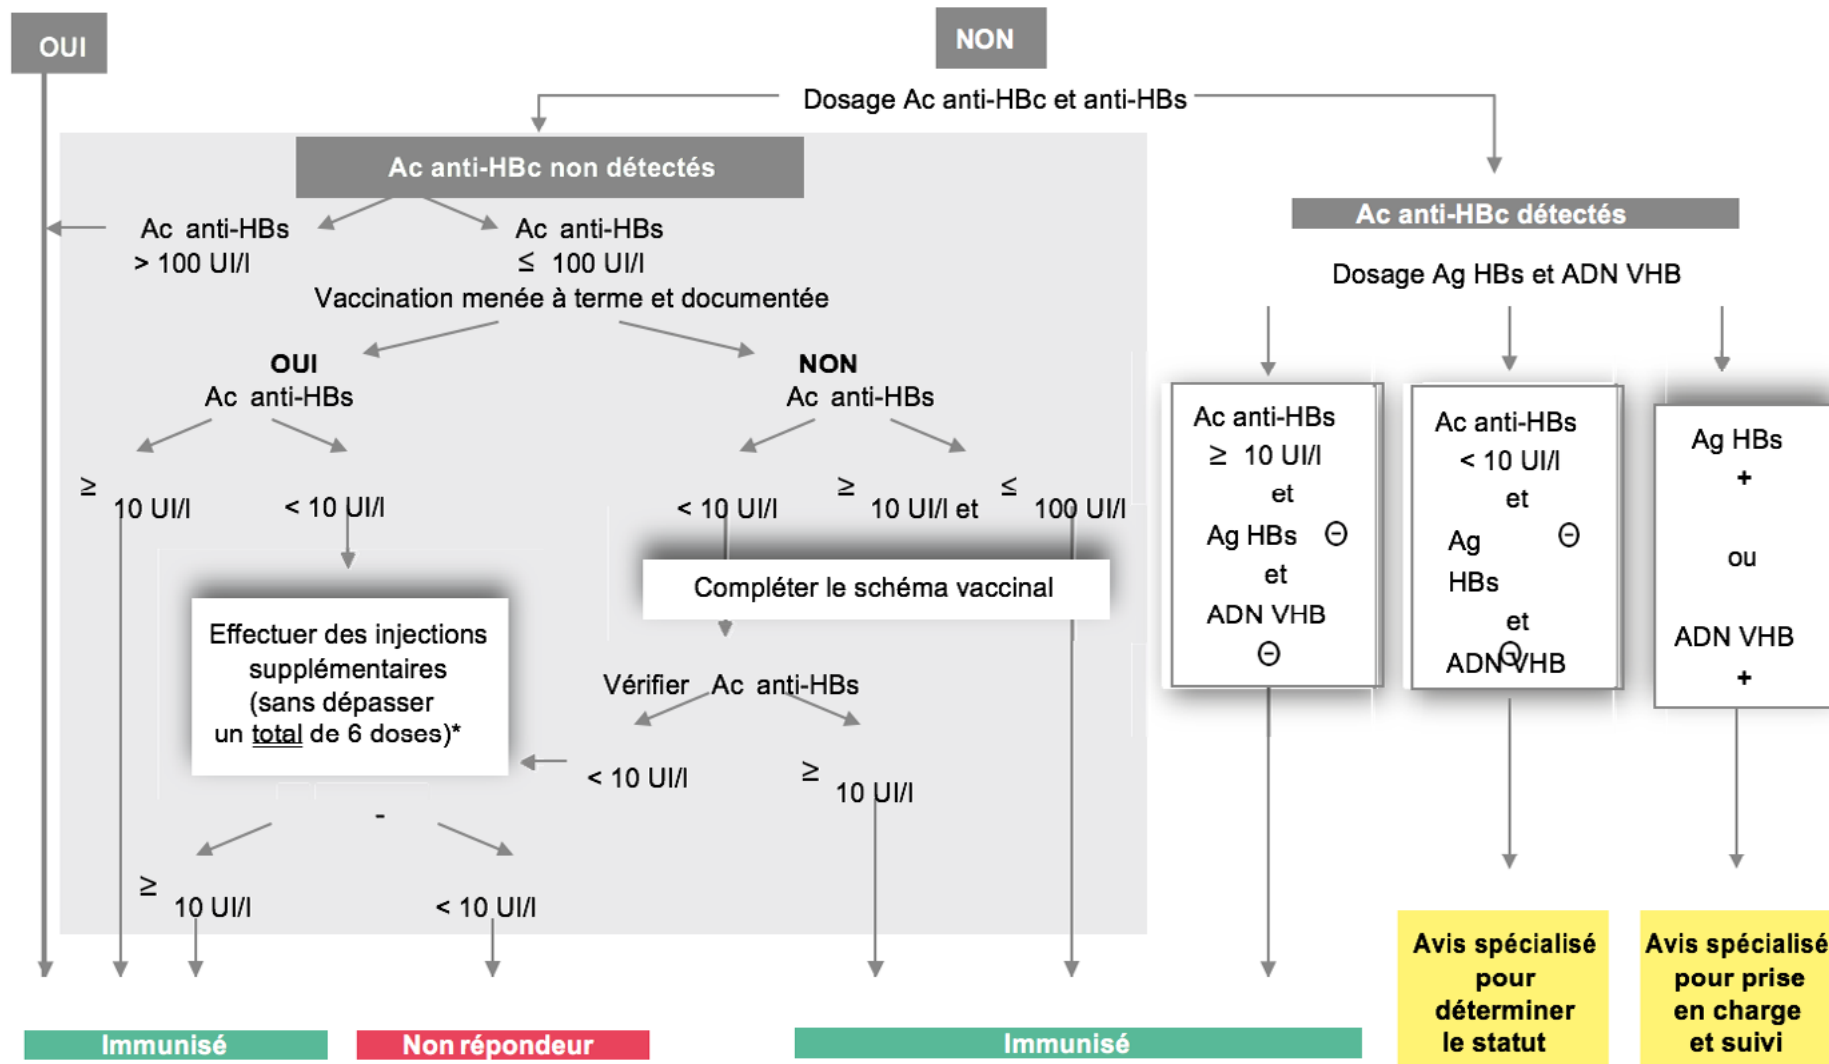 OUI
NON
Dosage Ac anti-HBc et anti-HBs
Ac anti-HBc non détectés
Ac anti-HBs
> 100 UI/l
Ac anti-HBs
≤ 100 UI/l
Vaccination menée à terme et documentée
OUI
Ac anti-HBs
NON
Ac anti-HBs
≥ 10 UI/l
< 10 UI/l
< 10 UI/l
≥ 10 UI/l et ≤ 100 UI/l
Effectuer des injections
supplémentaires
(sans dépasser
un total de 6 doses)*
Compléter le schéma vaccinal
Vérifier Ac anti-HBs
< 10 UI/l
≥ 10 UI/l
-
≥ 10 UI/l
< 10 UI/l
Ac anti-HBc détectés
Dosage Ag HBs et ADN VHB
Ac anti-HBs
≥ 10 UI/l
et
Ag HBs ⊖
et
ADN VHB
⊖
Ac anti-HBs
< 10 UI/l
et
Ag ⊖
HBs
et
ADN VHB ⊖
Ag HBs
+
ou
ADN VHB
+
Immunisé
Non répondeur
Immunisé
Avis spécialisé
pour
déterminer
le statut
Avis spécialisé
pour prise
en charge
et suivi